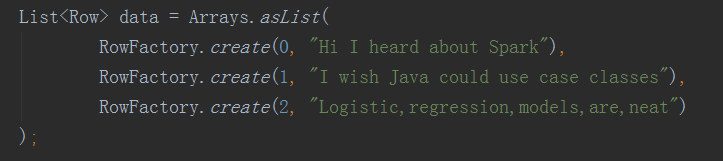 List<Row> data = Arrays.asList(
RowFactory.create(0, "Hi I heard about Spark"),
RowFactory.create(1, "I wish Java could use case classes"),
RowFactory.create(2, "Logistic,regression,models,are,neat")
);